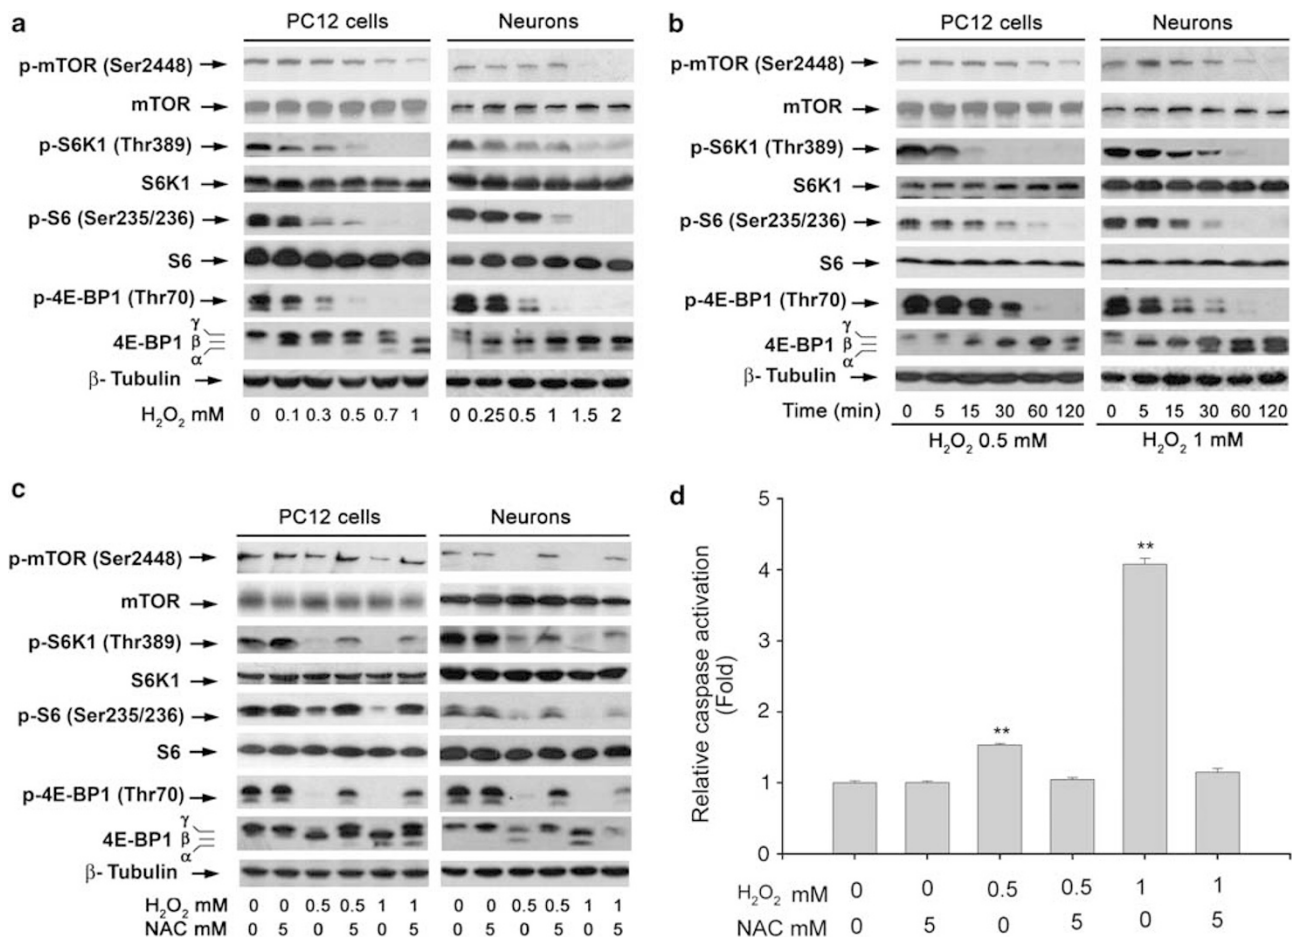 a
PC12 cells Neurons
p-mTOR (Ser2448)
mTOR
p-S6K1 (Thr389)
S6K1
p-S6 (Ser235/236)
S6
p-4E-BP1 (Thr70)
γ
4E-BP1 β
α
β- Tubulin
H₂O₂ mM 0 0.1 0.3 0.5 0.7 1 0 0.25 0.5 1 1.5 2
b
PC12 cells Neurons
p-mTOR (Ser2448)
mTOR
p-S6K1 (Thr389)
S6K1
p-S6 (Ser235/236)
S6
p-4E-BP1 (Thr70)
γ
4E-BP1 β
α
β- Tubulin
Time (min) 0 5 15 30 60 120 0 5 15 30 60 120
H₂O₂ 0.5 mM H₂O₂ 1 mM
c
PC12 cells Neurons
p-mTOR (Ser2448)
mTOR
p-S6K1 (Thr389)
S6K1
p-S6 (Ser235/236)
S6
p-4E-BP1 (Thr70)
γ
4E-BP1 β
α
β- Tubulin
H₂O₂ mM 0 0 0.5 0.5 1 1 0 0 0.5 0.5 1 1
NAC mM 0 5 0 5 0 5 0 5 0 5 0 5
d
Relative caspase activation
(Fold)
5
4
3
2
1
0
**
**
H₂O₂ mM 0 0 0.5 0.5 1 1
NAC mM 0 5 0 5 0 5